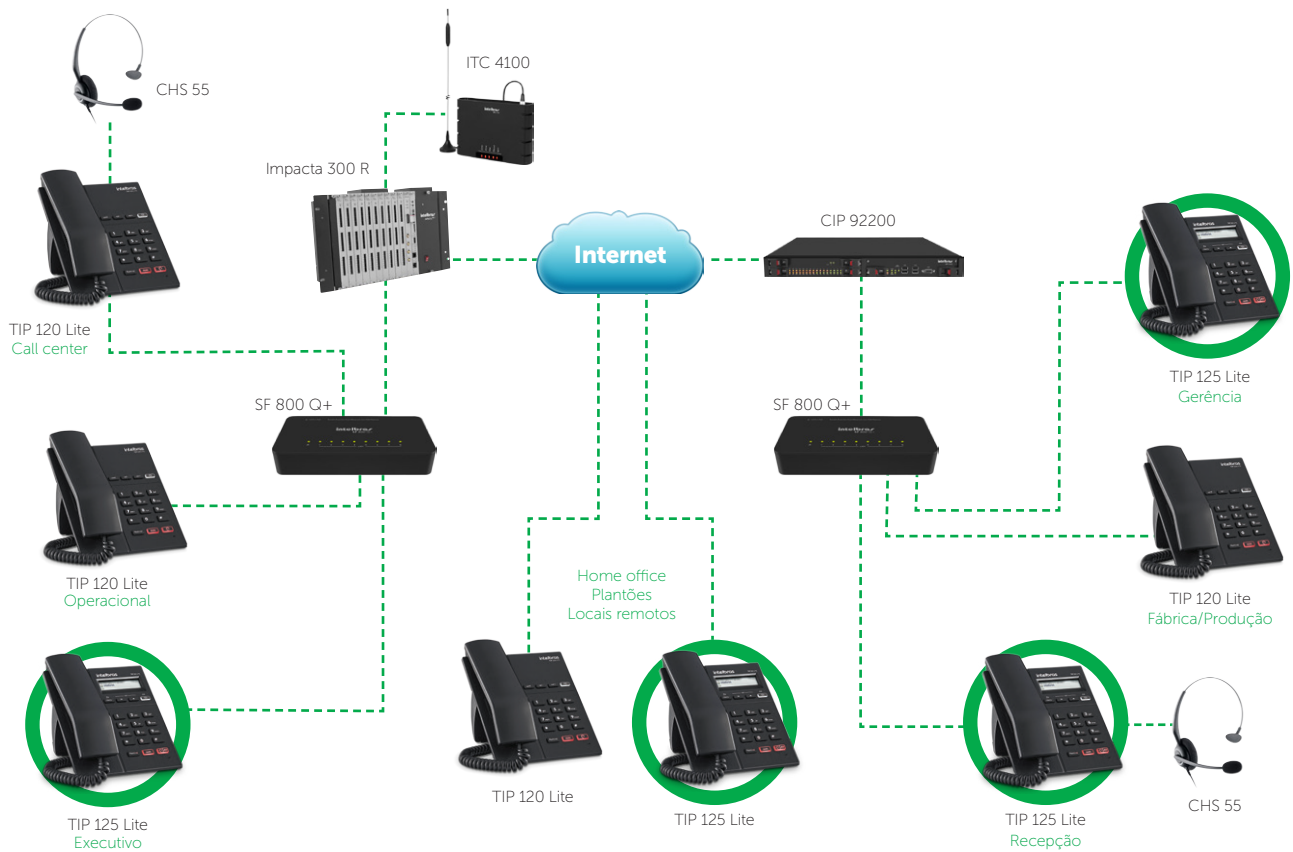 ITC 4100
CHS 55
Impacta 300 R
CIP 92200
Internet
TIP 120 Lite
Call center
TIP 125 Lite
Gerência
SF 800 Q+
intelbras
SF 800 Q+
intelbras
TIP 120 Lite
Operacional
Home office
Plantões
Locais remotos
TIP 120 Lite
Fábrica/Produção
TIP 120 Lite
TIP 125 Lite
Executivo
TIP 125 Lite
TIP 125 Lite
Recepção
CHS 55